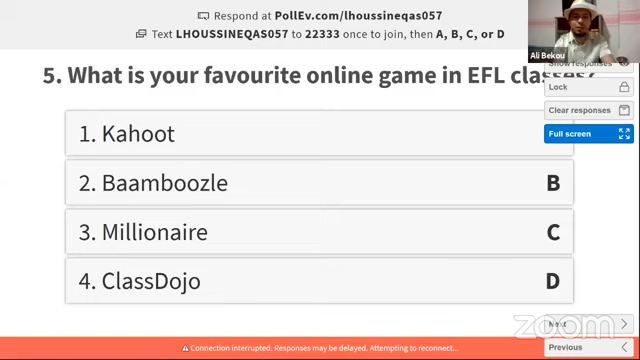 Respond at PollEv.com/lhoussineqas057
Text LHOUSSINEQAS057 to 22333 once to join, then A, B, C, or D
Ali Bekou
5. What is your favourite online game in EFL classes?
Show responses
Lock
Clear responses
Full screen
1. Kahoot
2. Baamboozle B
3. Millionaire C
4. ClassDojo D
Next
zoom
Previous
Connection interrupted. Responses may be delayed. Attempting to reconnect...